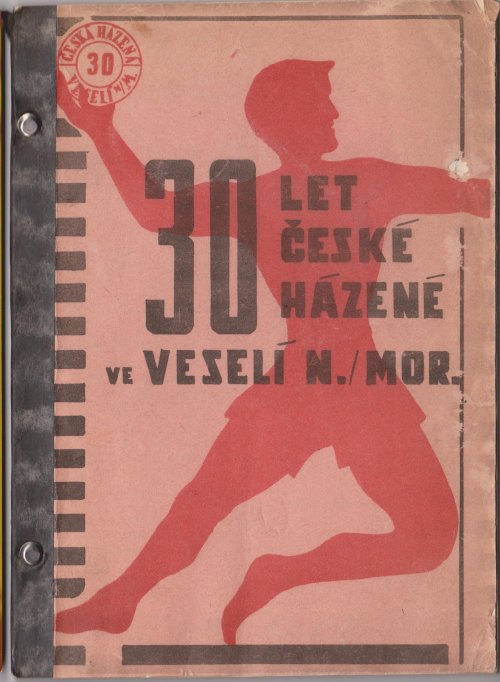 ČESKÁ HÁZENÁ
30
VESELÍ N/M.
30 LET
ČESKÉ
HÁZENÉ
VE VESELÍ N./MOR.